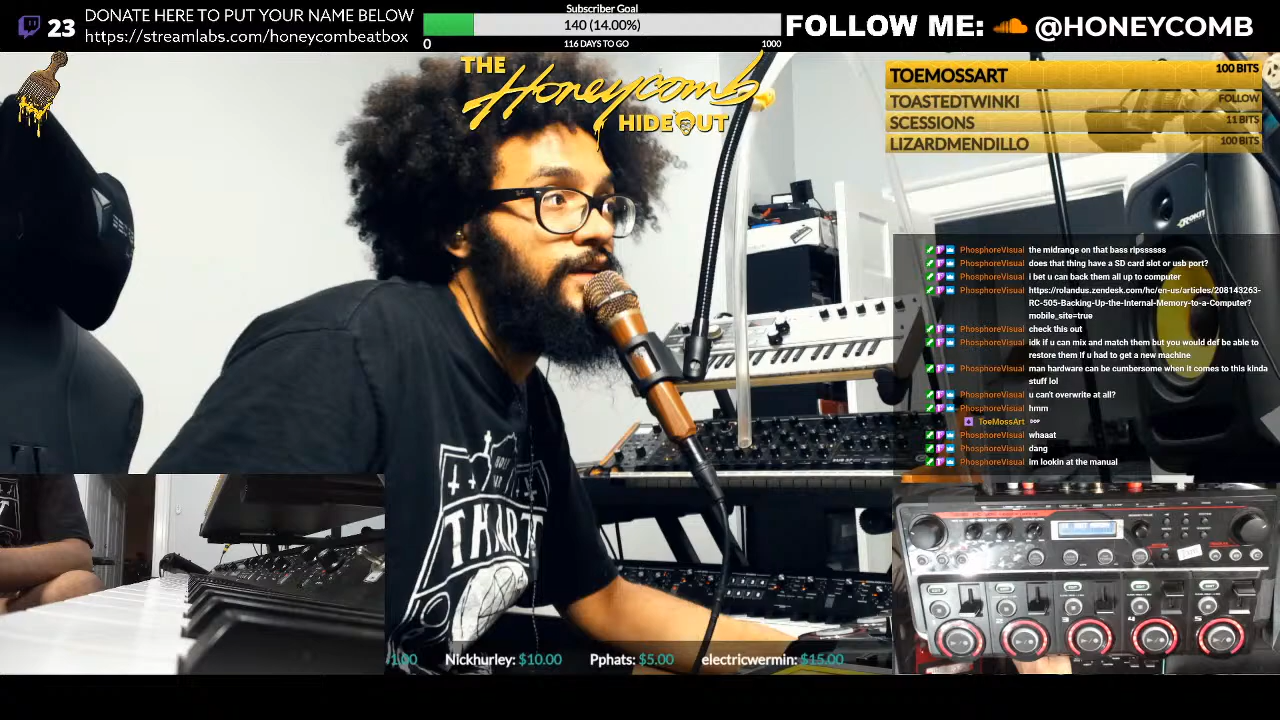 23
DONATE HERE TO PUT YOUR NAME BELOW
https://streamlabs.com/honeycombeatbox
Subscriber Goal
140 (14.00%)
0
116 DAYS TO GO
1000
FOLLOW ME: @HONEYCOMB
THE
Honeycomb
HIDEOUT
TOEMOSSART 100 BITS
TOASTEDTWINKI FOLLOW
SCESSIONS 11 BITS
LIZARDMENDILLO 100 BITS
ROKIT
PhosphoreVisual the midrange on that bass ripssssss
PhosphoreVisual does that thing have a SD card slot or usb port?
PhosphoreVisual i bet u can back them all up to computer
PhosphoreVisual https://rolandus.zendesk.com/hc/en-us/articles/208143263-
RC-505-Backing-Up-the-Internal-Memory-to-a-Computer?
mobile_site=true
PhosphoreVisual check this out
PhosphoreVisual idk if u can mix and match them but you would def be able to
restore them if u had to get a new machine
PhosphoreVisual man hardware can be cumbersome when it comes to this kinda
stuff lol
PhosphoreVisual u can't overwrite at all?
PhosphoreVisual hmm
ToeMossArt
PhosphoreVisual whaaat
PhosphoreVisual dang
PhosphoreVisual im lookin at the manual
1.00 Nickhurley: $10.00 Pphats: $5.00 electricwermin: $15.00